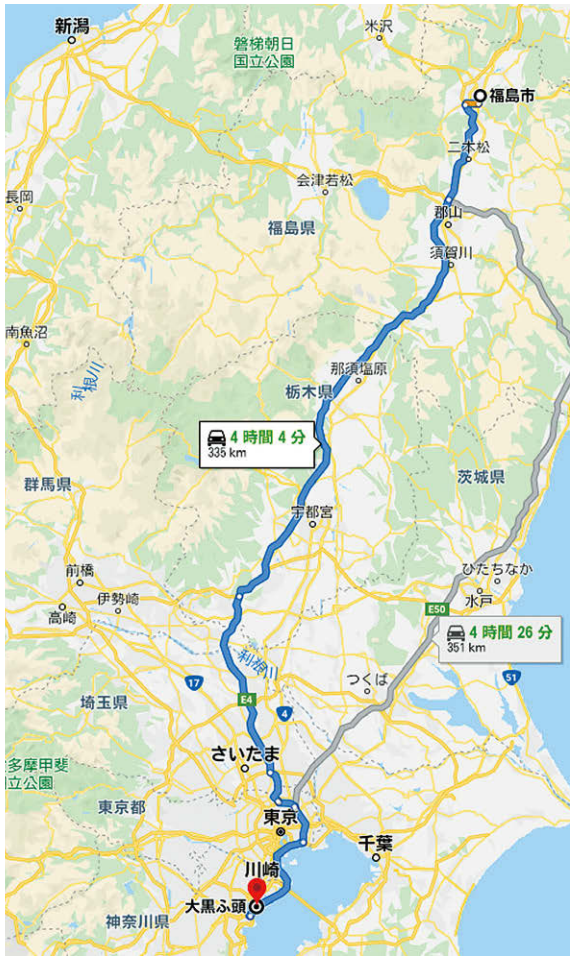 新潟
米沢
磐梯朝日
国立公園
福島市
二本松
会津若松
長岡
郡山
福島県
須賀川
南魚沼
那須塩原
利根川
栃木県
4 時間 4 分
335 km
茨城県
群馬県
宇都宮
前橋
ひたちなか
伊勢崎
水戸
高崎
E50
4 時間 26 分
351 km
利根川
つくば
17
51
埼玉県
E4
4
さいたま
多摩甲斐
立公園
東京都
東京
千葉
川崎
大黒ふ頭
神奈川県